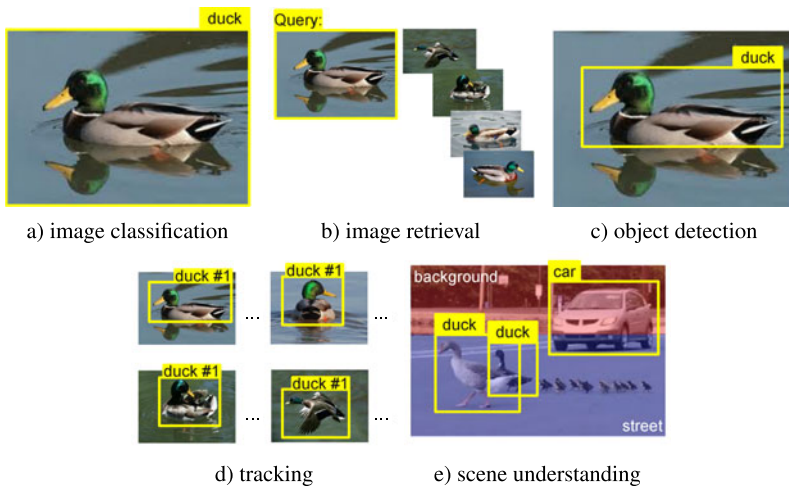 duck
Query:
duck
a) image classification
b) image retrieval
c) object detection
duck #1
duck #1
...
...
duck #1
duck #1
...
...
background
car
duck
duck
street
d) tracking
e) scene understanding